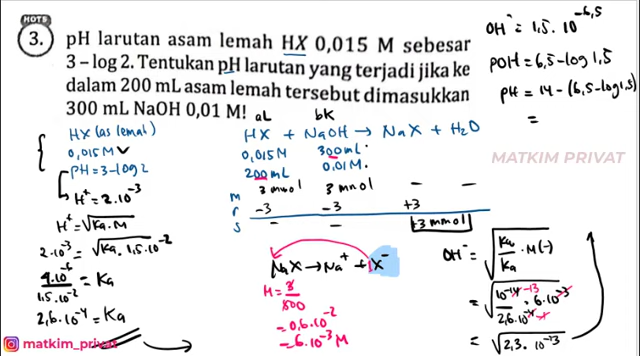 HOTS
3. pH larutan asam lemah HX 0,015 M sebesar
3 – log 2. Tentukan pH larutan yang terjadi jika ke
dalam 200 mL asam lemah tersebut dimasukkan
300 mL NaOH 0,01 M!
OH⁻ = 1,5 . 10^-6,5
pOH = 6,5 - log 1,5
pH = 14 - (6,5 - log 1,5)
=
MATKIM PRIVAT
HX (as lemah)
0,015 M ✓
pH = 3 - log 2
H⁺ = 2.10⁻³
H⁺ = √Ka.M
2.10⁻³ = √Ka . 1,5.10⁻²
4.10⁻⁶ / 1,5.10⁻² = Ka
2,6.10⁻⁴ = Ka
aL bK
HX + NaOH → NaX + H₂O
0,015M 300mL.
200mL 0,01M.
m 3 mmol 3 mmol – –
r –3 –3 +3
s – – +3 mmol
NaX → Na⁺ + 1X⁻
M = 3/500
= 0,6.10⁻²
= 6.10⁻³ M
OH⁻ = √Kw/Ka . M(-)
= √10⁻¹⁴ ⁻¹³ / 2,6.10⁻⁴ . 6.10⁻³
= √2,3 . 10⁻¹³
matkim_privat